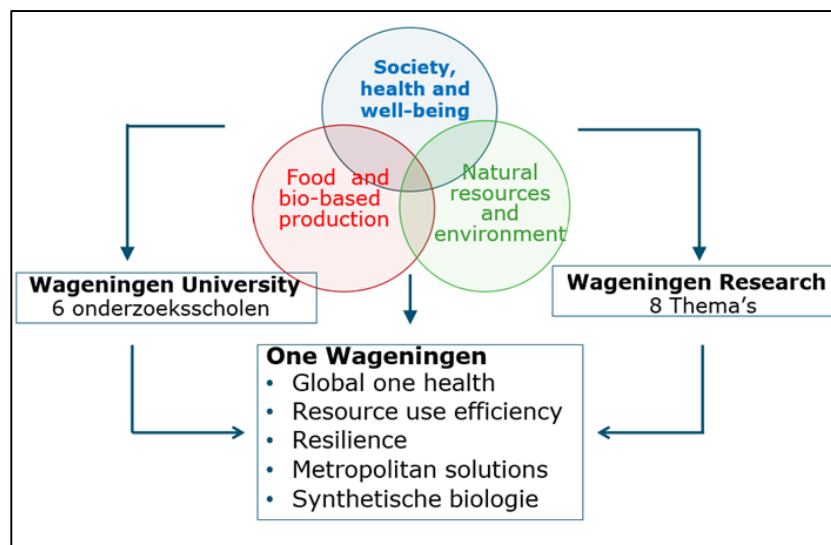 Society,
health and
well-being
Food and
bio-based
production
Natural
resources
and
environment
Wageningen University
6 onderzoeksscholen
Wageningen Research
8 Thema's
One Wageningen
• Global one health
• Resource use efficiency
• Resilience
• Metropolitan solutions
• Synthetische biologie